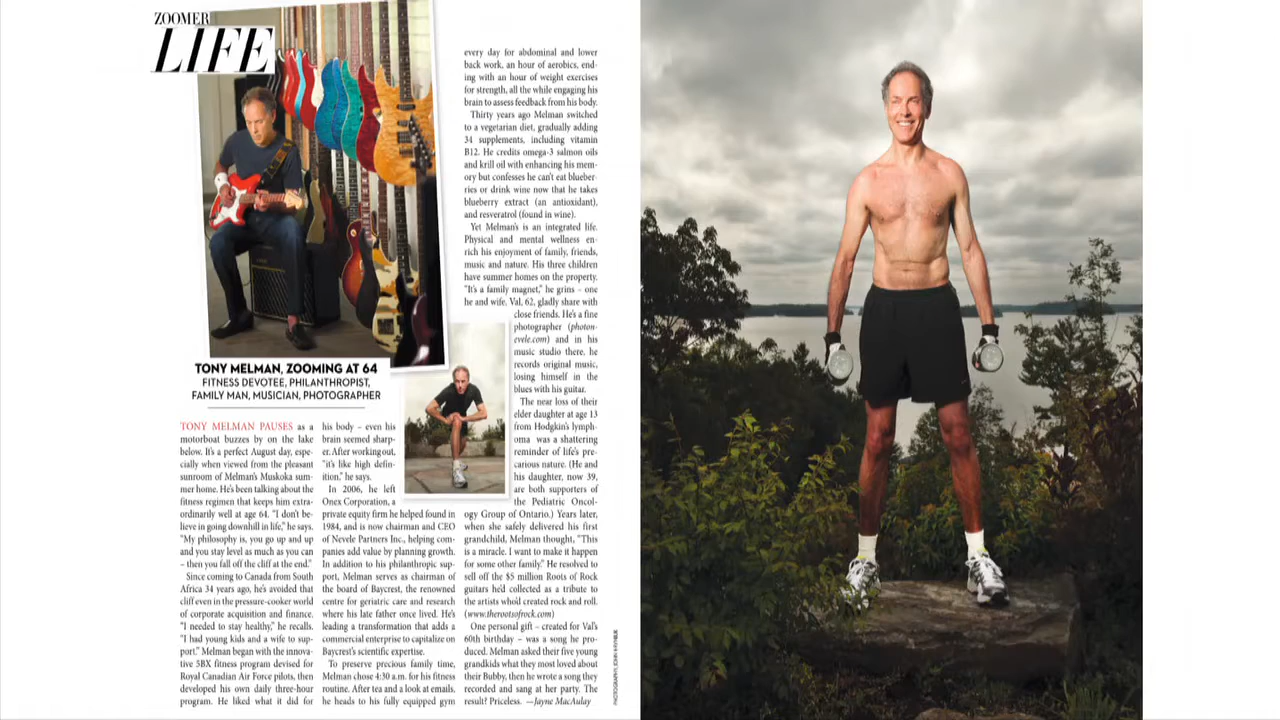 ZOOMER
LIFE
TONY MELMAN, ZOOMING AT 64
FITNESS DEVOTEE, PHILANTHROPIST,
FAMILY MAN, MUSICIAN, PHOTOGRAPHER
TONY MELMAN PAUSES as a
motorboat buzzes by on the lake
below. It's a perfect August day, espe-
cially when viewed from the pleasant
sunroom of Melman's Muskoka sum-
mer home. He's been talking about the
fitness regimen that keeps him extra-
ordinarily well at age 64. "I don't be-
lieve in going downhill in life," he says.
"My philosophy is, you go up and up
and you stay level as much as you can
– then you fall off the cliff at the end."
Since coming to Canada from South
Africa 34 years ago, he's avoided that
cliff even in the pressure-cooker world
of corporate acquisition and finance.
"I needed to stay healthy," he recalls.
"I had young kids and a wife to sup-
port." Melman began with the innova-
tive 5BX fitness program devised for
Royal Canadian Air Force pilots, then
developed his own daily three-hour
program. He liked what it did for
his body – even his
brain seemed sharp-
er. After working out,
"it's like high defin-
ition," he says.
In 2006, he left
Onex Corporation, a
private equity firm he helped found in
1984, and is now chairman and CEO
of Nevele Partners Inc., helping com-
panies add value by planning growth.
In addition to his philanthropic sup-
port, Melman serves as chairman of
the board of Baycrest, the renowned
centre for geriatric care and research
where his late father once lived. He's
leading a transformation that adds a
commercial enterprise to capitalize on
Baycrest's scientific expertise.
To preserve precious family time,
Melman chose 4:30 a.m. for his fitness
routine. After tea and a look at emails,
he heads to his fully equipped gym
every day for abdominal and lower
back work, an hour of aerobics, end-
ing with an hour of weight exercises
for strength, all the while engaging his
brain to assess feedback from his body.
Thirty years ago Melman switched
to a vegetarian diet, gradually adding
34 supplements, including vitamin
B12. He credits omega-3 salmon oils
and krill oil with enhancing his mem-
ory but confesses he can't eat blueber-
ries or drink wine now that he takes
blueberry extract (an antioxidant),
and resveratrol (found in wine).
Yet Melman's is an integrated life.
Physical and mental wellness en-
rich his enjoyment of family, friends,
music and nature. His three children
have summer homes on the property.
"It's a family magnet," he grins – one
he and wife, Val, 62, gladly share with
close friends. He's a fine
photographer (photon-
evele.com) and in his
music studio there, he
records original music,
losing himself in the
blues with his guitar.
The near loss of their
elder daughter at age 13
from Hodgkin's lymph-
oma was a shattering
reminder of life's pre-
carious nature. (He and
his daughter, now 39,
are both supporters of
the Pediatric Oncol-
ogy Group of Ontario.) Years later,
when she safely delivered his first
grandchild, Melman thought, "This
is a miracle. I want to make it happen
for some other family." He resolved to
sell off the $5 million Roots of Rock
guitars he'd collected as a tribute to
the artists who'd created rock and roll.
(www.therootsofrock.com)
One personal gift – created for Val's
60th birthday – was a song he pro-
duced. Melman asked their five young
grandkids what they most loved about
their Bubby, then he wrote a song they
recorded and sang at her party. The
result? Priceless. —Jayne MacAulay